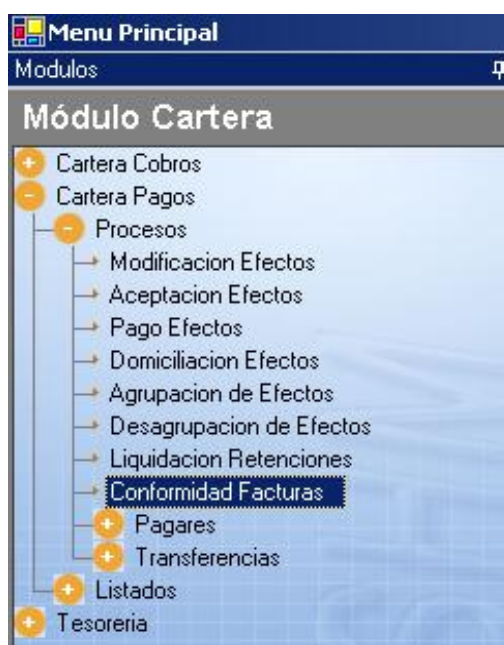 Menu Principal
Modulos
Módulo Cartera
Cartera Cobros
Cartera Pagos
Procesos
Modificacion Efectos
Aceptacion Efectos
Pago Efectos
Domiciliacion Efectos
Agrupacion de Efectos
Desagrupacion de Efectos
Liquidacion Retenciones
Conformidad Facturas
Pagares
Transferencias
Listados
Tesoreria